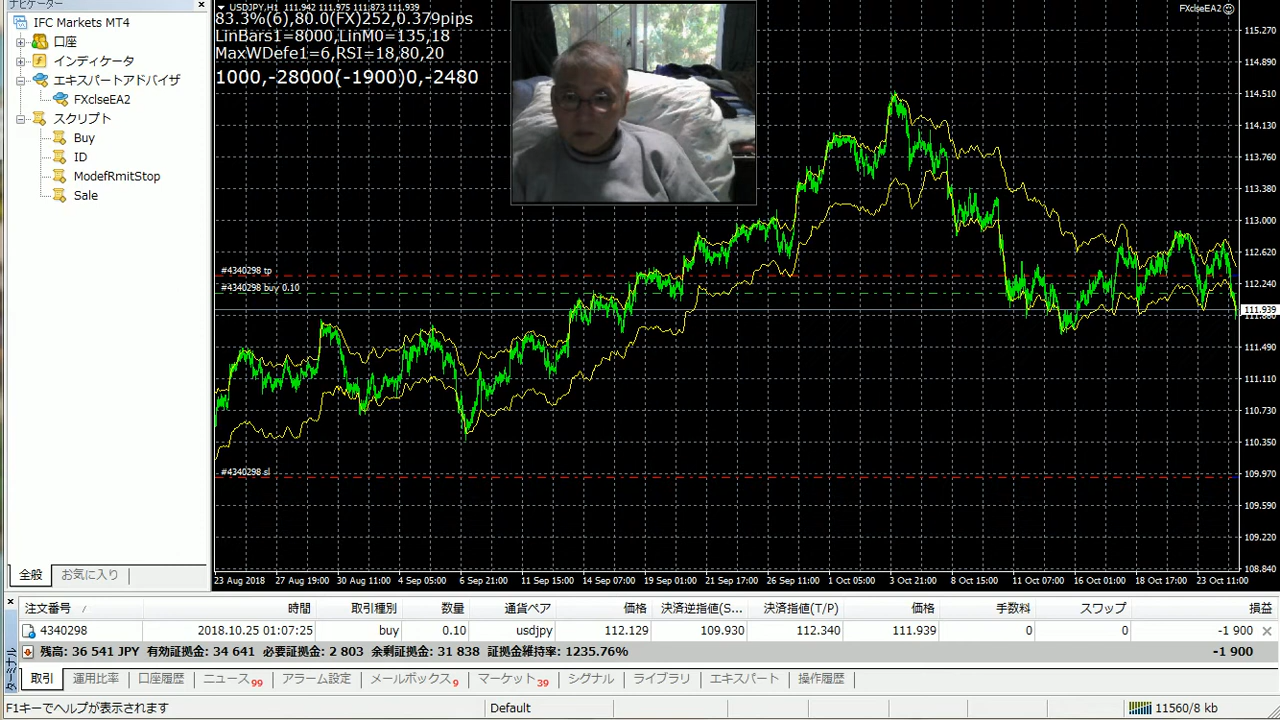 ナビゲーター
IFC Markets MT4
口座
インディケータ
エキスパートアドバイザ
FXclseEA2
スクリプト
Buy
ID
ModefRmitStop
Sale
全般
お気に入り
USDJPY,H1 111.942 111.975 111.873 111.939
83.3%(6),80.0(FX)252,0.379pips
LinBars1=8000,LinM0=135,18
MaxWDefe1=6,RSI=18,80,20
1000,-28000(-1900)0,-2480
FXclseEA2
#4340298 tp
#4340298 buy 0.10
#4340298 sl
115.270
114.890
114.510
114.130
113.760
113.380
113.000
112.620
112.240
111.939
111.490
111.110
110.730
110.350
109.970
109.590
109.220
108.840
23 Aug 2018 27 Aug 19:00 30 Aug 11:00 4 Sep 05:00 6 Sep 21:00 11 Sep 15:00 14 Sep 07:00 19 Sep 01:00 21 Sep 17:00 26 Sep 11:00 1 Oct 05:00 3 Oct 21:00 8 Oct 15:00 11 Oct 07:00 16 Oct 01:00 18 Oct 17:00 23 Oct 11:00
注文番号 時間 取引種別 数量 通貨ペア 価格 決済逆指値(S... 決済指値(T/P) 価格 手数料 スワップ 損益
4340298 2018.10.25 01:07:25 buy 0.10 usdjpy 112.129 109.930 112.340 111.939 0 0 -1 900
残高: 36 541 JPY 有効証拠金: 34 641 必要証拠金: 2 803 余剰証拠金: 31 838 証拠金維持率: 1235.76% -1 900
ターミナル
取引 運用比率 口座履歴 ニュース99 アラーム設定 メールボックス9 マーケット39 シグナル ライブラリ エキスパート 操作履歴
F1キーでヘルプが表示されます Default 11560/8 kb